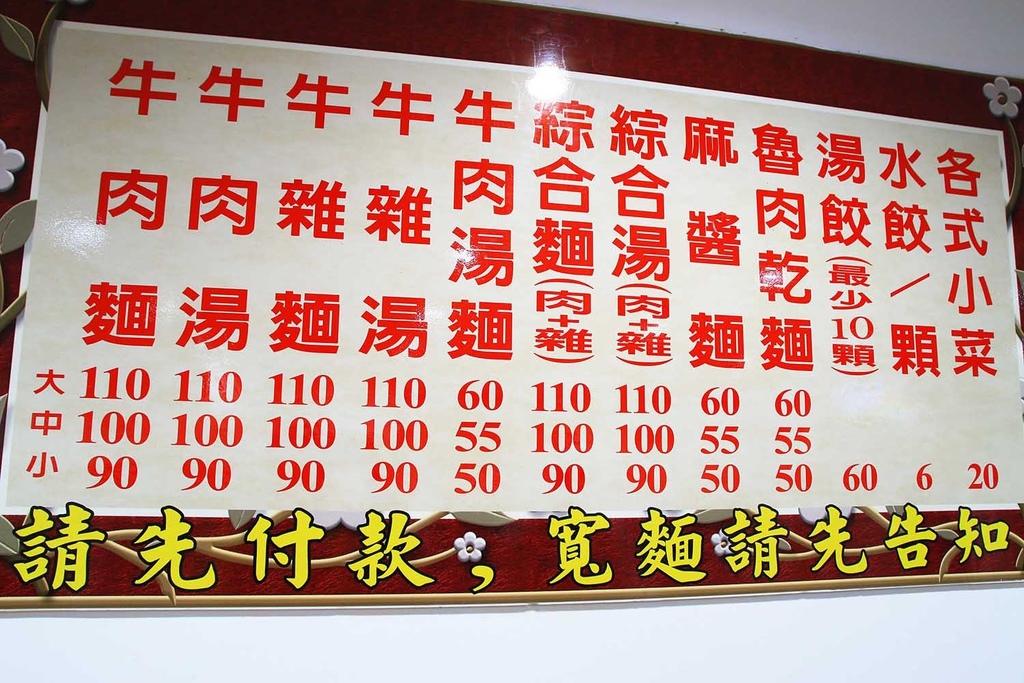 牛肉麵
牛肉湯
牛雜麵
牛雜湯
牛肉湯麵
綜合麵(肉+雜)
綜合湯(肉+雜)
麻醬麵
魯肉乾麵
湯餃(最少10顆)
水餃/顆
各式小菜
大 110 110 110 110 60 110 110 60 60
中 100 100 100 100 55 100 100 55 55
小 90 90 90 90 50 90 90 50 50 60 6 20
請先付款,寬麵請先告知